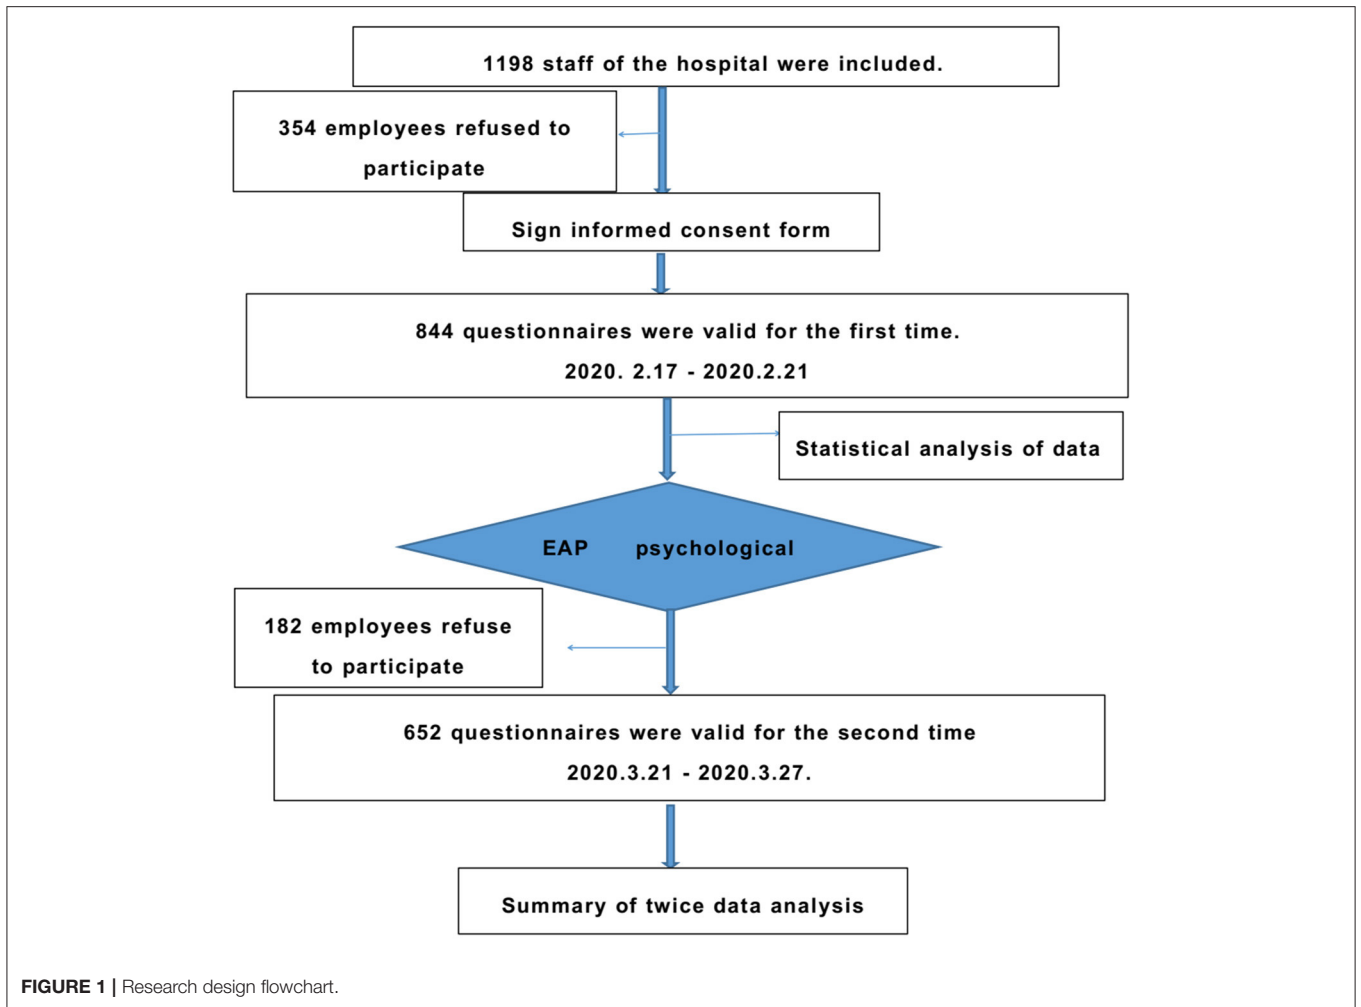 1198 staff of the hospital were included.
354 employees refused to
participate
Sign informed consent form
844 questionnaires were valid for the first time.
2020. 2.17 - 2020.2.21
Statistical analysis of data
EAP psychological
182 employees refuse
to participate
652 questionnaires were valid for the second time
2020.3.21 - 2020.3.27.
Summary of twice data analysis
FIGURE 1 | Research design flowchart.